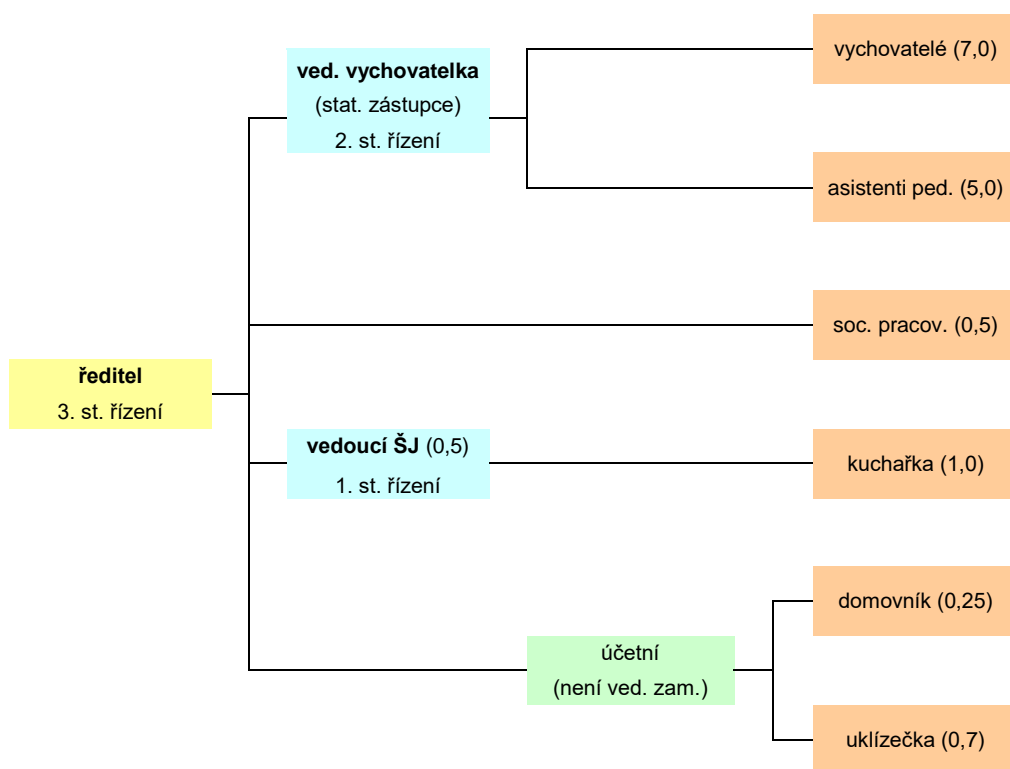 vychovatelé (7,0)
ved. vychovatelka
(stat. zástupce)
2. st. řízení
asistenti ped. (5,0)
soc. pracov. (0,5)
ředitel
3. st. řízení
vedoucí ŠJ (0,5)
1. st. řízení
kuchařka (1,0)
domovník (0,25)
účetní
(není ved. zam.)
uklízečka (0,7)